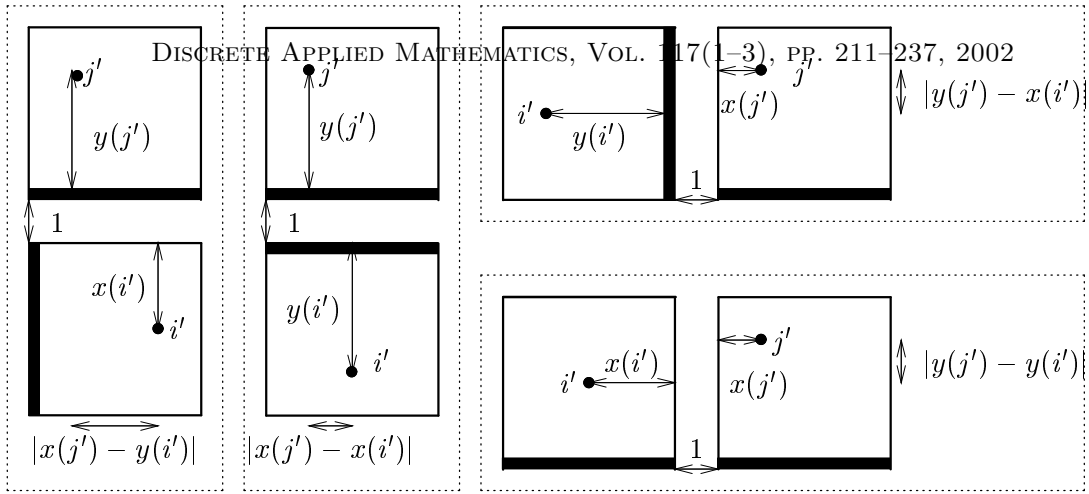 DISCRETE APPLIED MATHEMATICS, VOL. 117(1–3), PP. 211–237, 2002
j′
y(j′)
1
x(i′)
i′
|x(j′) − y(i′)|
j′
y(j′)
1
y(i′)
i′
|x(j′) − x(i′)|
i′
y(i′)
1
x(j′)
j′
|y(j′) − x(i′)|
i′
x(i′)
1
j′
x(j′)
|y(j′) − y(i′)|